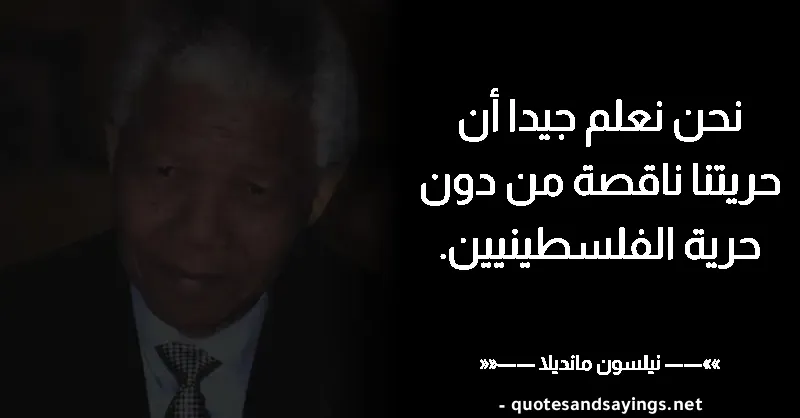 نحن نعلم جيدا أن
حريتنا ناقصة من دون
حرية الفلسطينيين.
»»—— نيلسون مانديلا ——««
- quotesandsayings.net